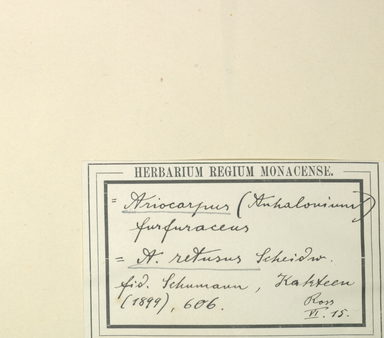 HERBARIUM REGIUM MONACENSE.
" Ariocarpus (Anhalonium)
furfuraceus
= A. retusus Scheidw.
fid. Schumann, Kakteen
(1899), 606. Ross
VI. 15.